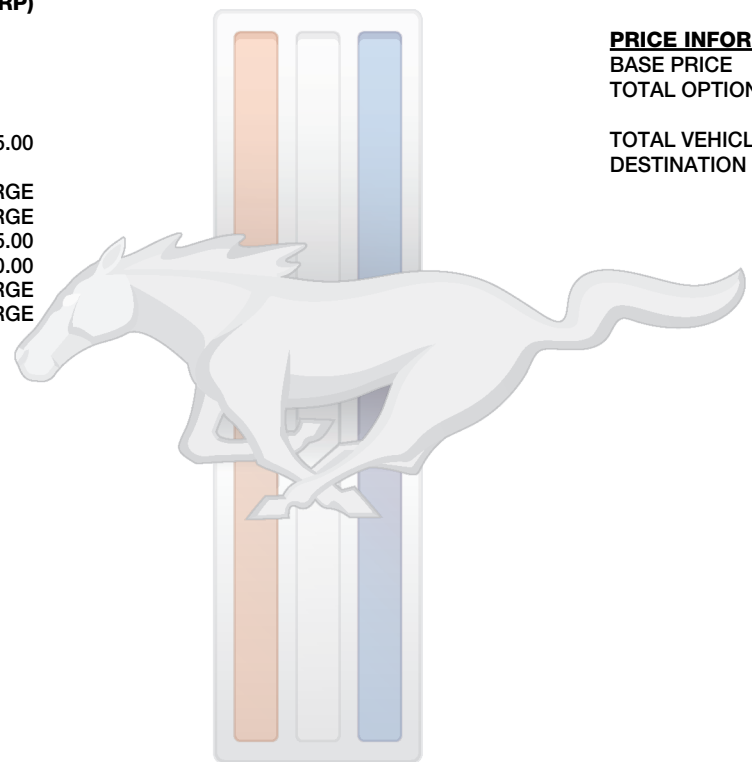 RP)
5.00
RGE
RGE
5.00
0.00
RGE
RGE
PRICE INFOR
BASE PRICE
TOTAL OPTION
TOTAL VEHICL
DESTINATION